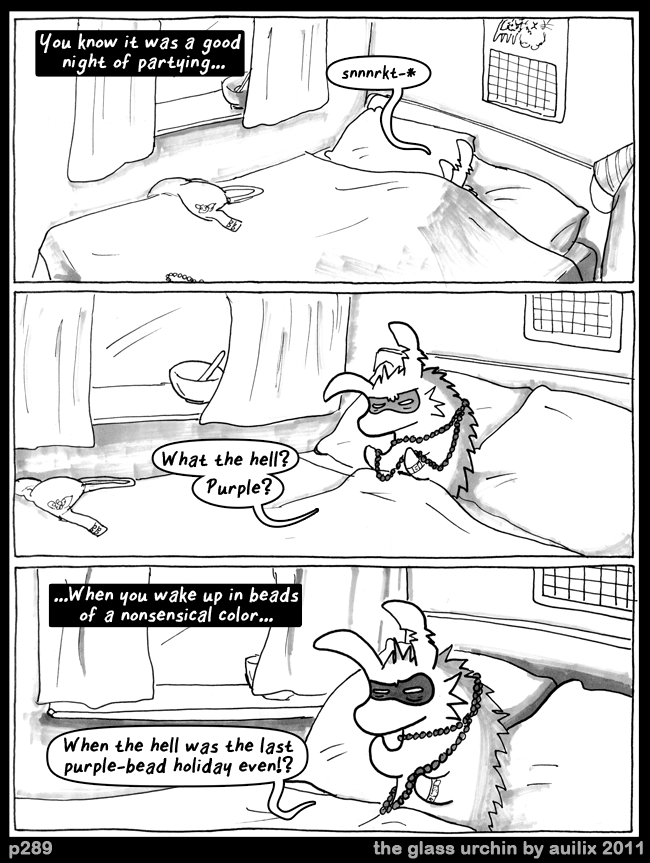 You know it was a good
night of partying...
snnnrkt-*
What the hell?
Purple?
...When you wake up in beads
of a nonsensical color...
When the hell was the last
purple-bead holiday even!?
p289
the glass urchin by auilix 2011